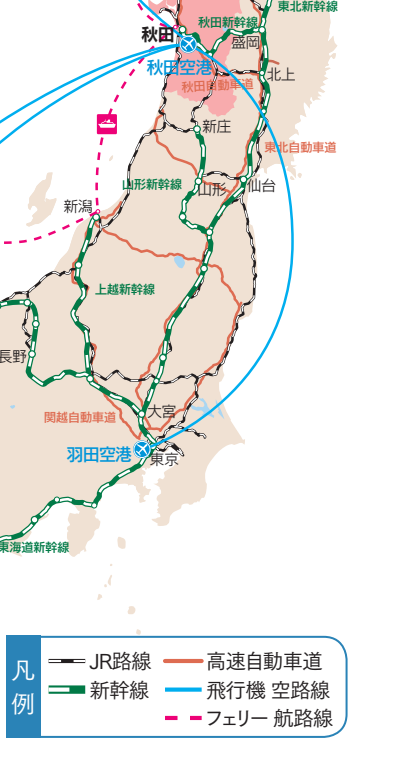 東北新幹線
秋田新幹線
秋田
盛岡
秋田空港
北上
秋田自動車道
新庄
東北自動車道
山形新幹線
山形
仙台
新潟
上越新幹線
長野
関越自動車道
大宮
羽田空港
東京
東海道新幹線
凡例
JR路線
高速自動車道
新幹線
飛行機 空路線
フェリー 航路線